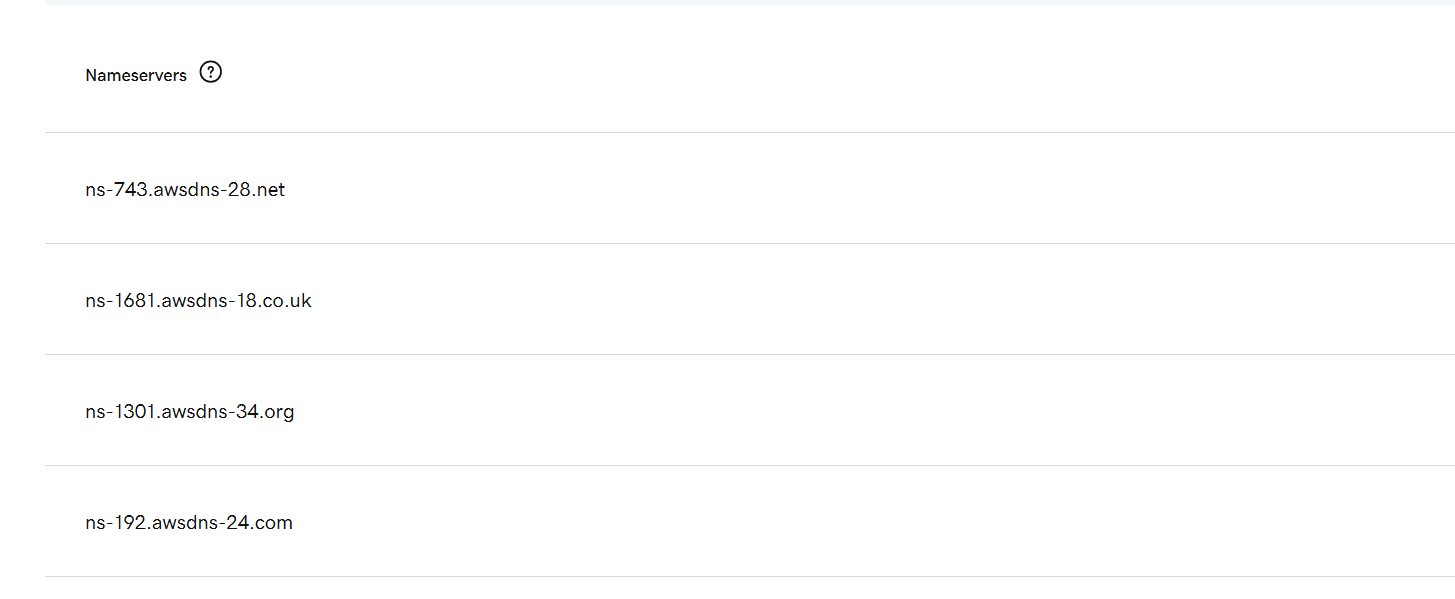 Nameservers ?
ns-743.awsdns-28.net
ns-1681.awsdns-18.co.uk
ns-1301.awsdns-34.org
ns-192.awsdns-24.com